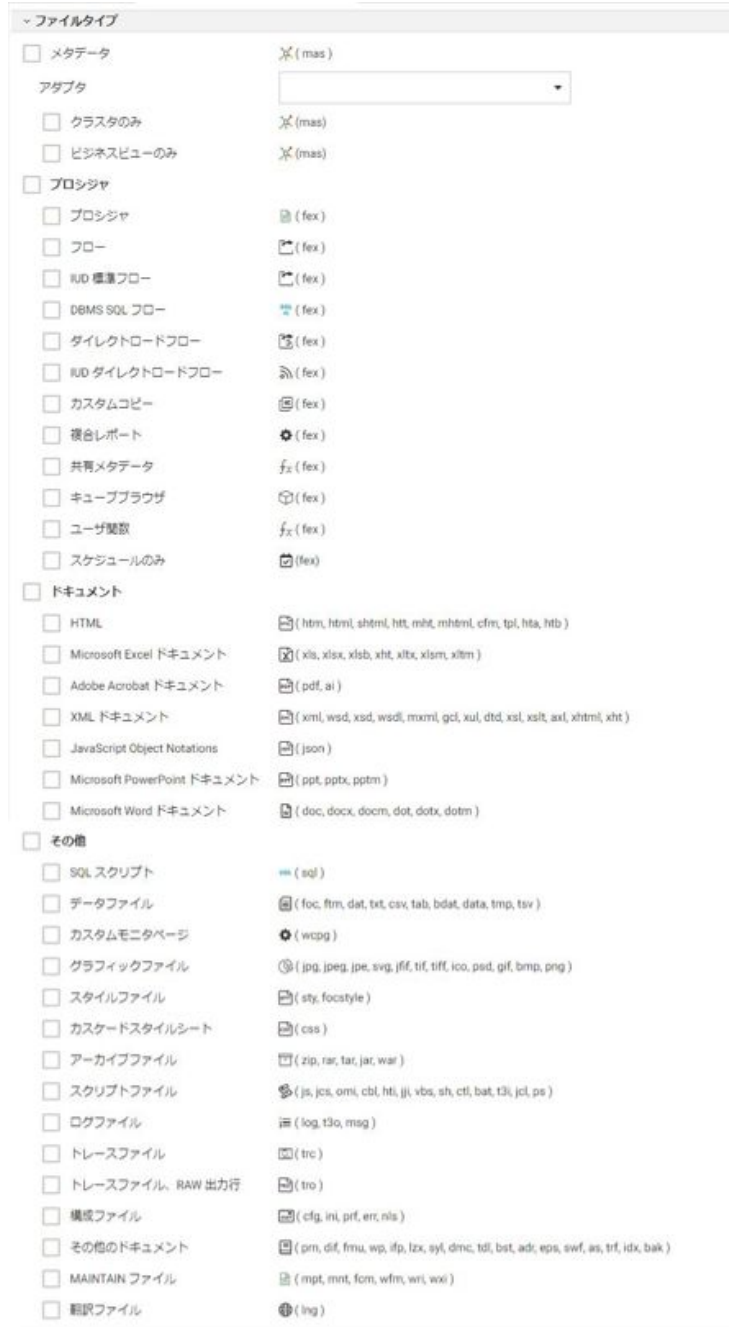 ファイルタイプ
メタデータ ( mas )
アダプタ
クラスタのみ (mas)
ビジネスビューのみ (mas)
プロシジャ
プロシジャ ( fex )
フロー ( fex )
IUD 標準フロー ( fex )
DBMS SQL フロー ( fex )
ダイレクトロードフロー ( fex )
IUD ダイレクトロードフロー ( fex )
カスタムコピー ( fex )
複合レポート ( fex )
共有メタデータ ( fex )
キューブブラウザ ( fex )
ユーザ関数 ( fex )
スケジュールのみ (fex)
ドキュメント
HTML ( htm, html, shtml, htt, mht, mhtml, cfm, tpl, hta, htb )
Microsoft Excel ドキュメント ( xls, xlsx, xlsb, xht, xltx, xlsm, xltm )
Adobe Acrobat ドキュメント ( pdf, ai )
XML ドキュメント ( xml, wsd, xsd, wsdl, mxml, gcl, xul, dtd, xsl, xslt, axl, xhtml, xht )
JavaScript Object Notations ( json )
Microsoft PowerPoint ドキュメント ( ppt, pptx, pptm )
Microsoft Word ドキュメント ( doc, docx, docm, dot, dotx, dotm )
その他
SQL スクリプト ( sql )
データファイル ( foc, ftm, dat, txt, csv, tab, bdat, data, tmp, tsv )
カスタムモニタページ ( wcpg )
グラフィックファイル ( jpg, jpeg, jpe, svg, jfif, tif, tiff, ico, psd, gif, bmp, png )
スタイルファイル ( sty, focstyle )
カスケードスタイルシート ( css )
アーカイブファイル ( zip, rar, tar, jar, war )
スクリプトファイル ( js, jcs, omi, cbl, hti, jji, vbs, sh, ctl, bat, t3i, jcl, ps )
ログファイル ( log, t3o, msg )
トレースファイル ( trc )
トレースファイル、RAW 出力行 ( tro )
構成ファイル ( cfg, ini, prf, err, nls )
その他のドキュメント ( prn, dif, fmu, wp, ifp, lzx, syl, dmc, tdl, bst, adr, eps, swf, as, trf, idx, bak )
MAINTAIN ファイル ( mpt, mnt, fcm, wfm, wri, wxi )
翻訳ファイル ( lng )